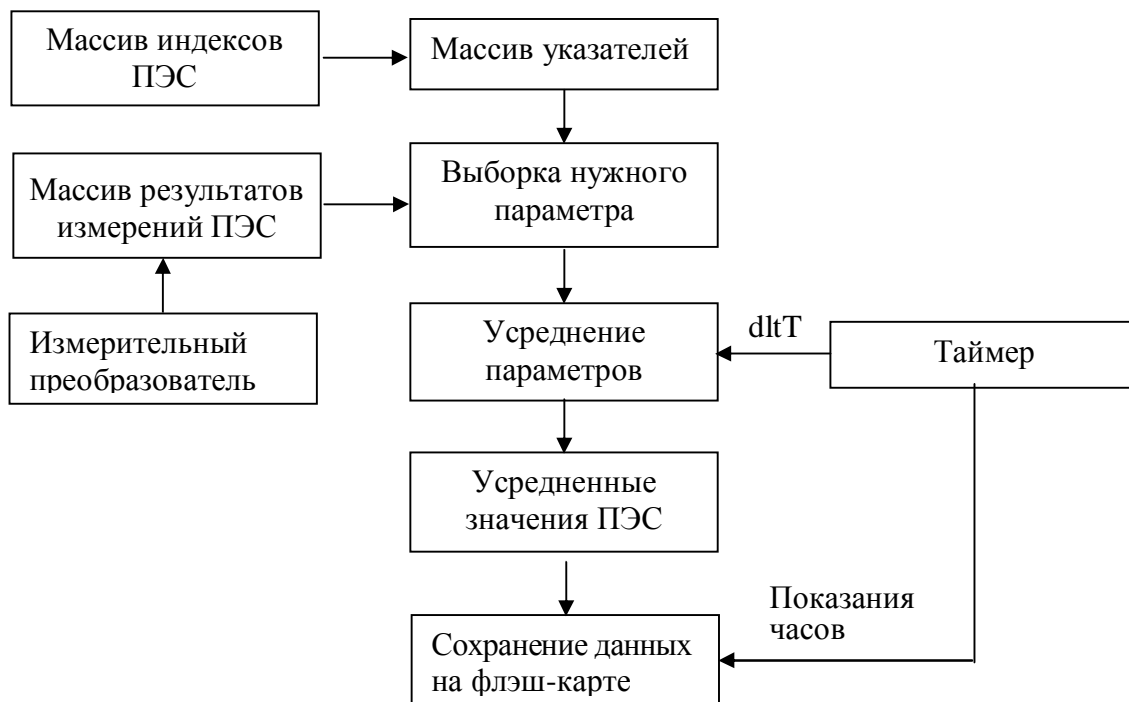 Массив индексов
ПЭС
Массив указателей
Массив результатов
измерений ПЭС
Выборка нужного
параметра
Измерительный
преобразователь
Усреднение
параметров
dltT
Таймер
Усредненные
значения ПЭС
Показания
часов
Сохранение данных
на флэш-карте